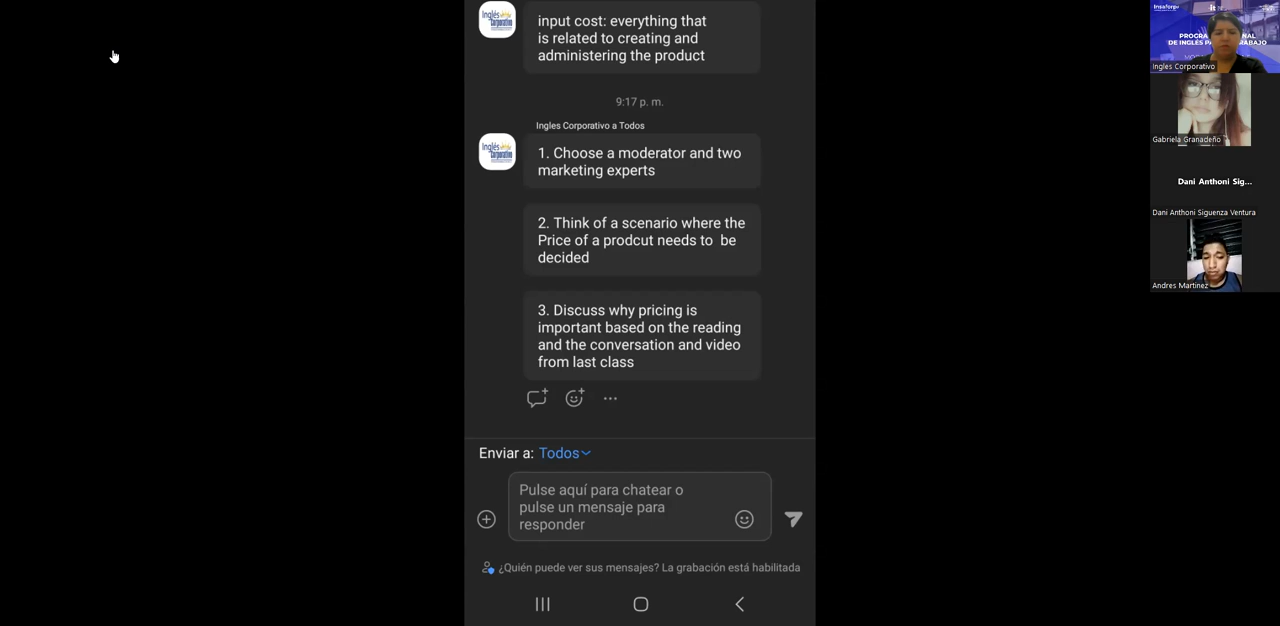 input cost: everything that
is related to creating and
administering the product
9:17 p. m.
Ingles Corporativo a Todos
1. Choose a moderator and two
marketing experts
2. Think of a scenario where the
Price of a prodcut needs to be
decided
3. Discuss why pricing is
important based on the reading
and the conversation and video
from last class
Enviar a: Todos
Pulse aquí para chatear o
pulse un mensaje para
responder
¿Quién puede ver sus mensajes? La grabación está habilitada
Ingles Corporativo
Gabriela Granadeño
Dani Anthoni Sig...
Dani Anthoni Siguenza Ventura
Andres Martinez